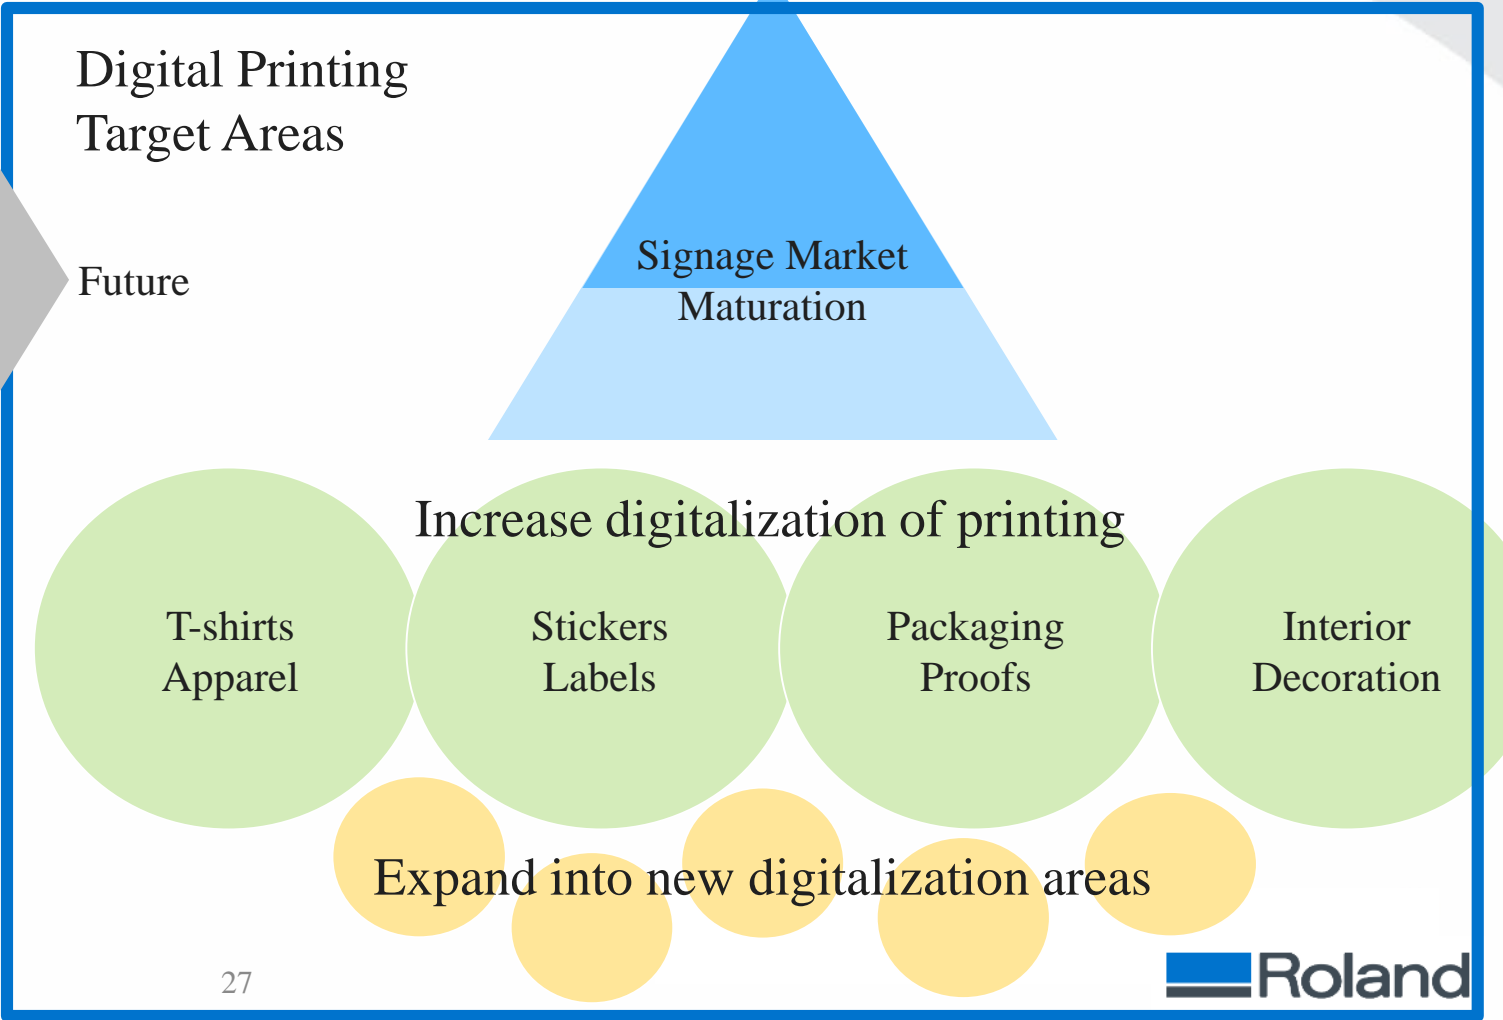 Digital Printing
Target Areas
Future
Signage Market
Maturation
Increase digitalization of printing
T-shirts
Apparel
Stickers
Labels
Packaging
Proofs
Interior
Decoration
Expand into new digitalization areas
27
Roland